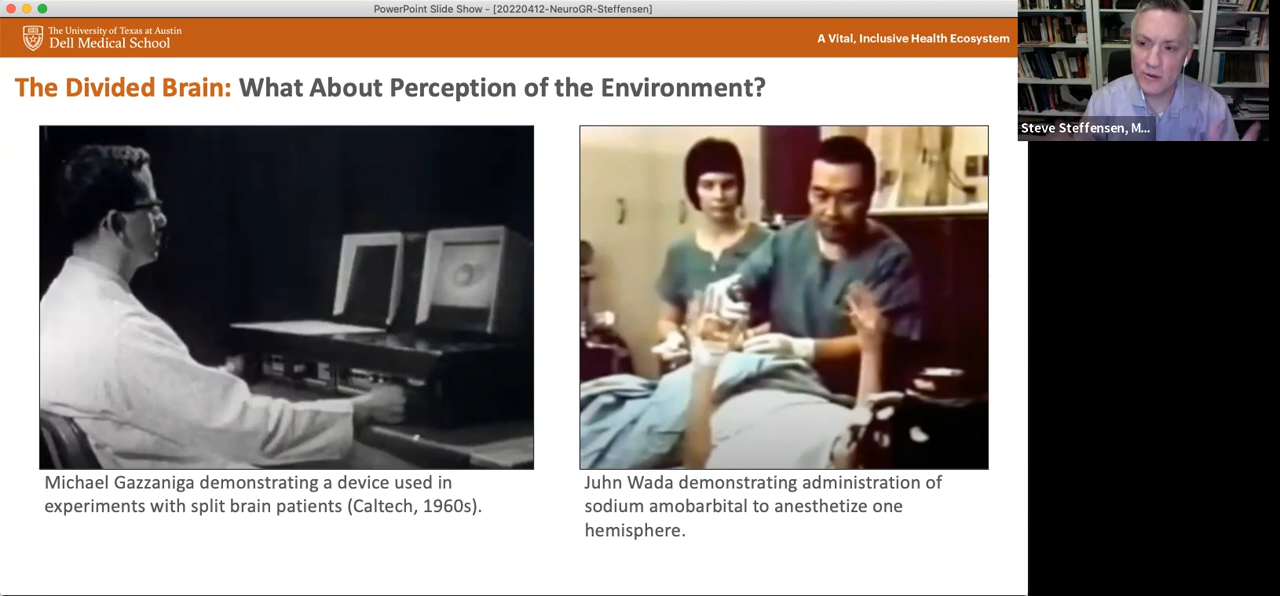 PowerPoint Slide Show - [20220412-NeuroGR-Steffensen]
The University of Texas at Austin
Dell Medical School
A Vital, Inclusive Health Ecosystem
The Divided Brain: What About Perception of the Environment?
Steve Steffensen, M...
Michael Gazzaniga demonstrating a device used in
experiments with split brain patients (Caltech, 1960s).
Juhn Wada demonstrating administration of
sodium amobarbital to anesthetize one
hemisphere.